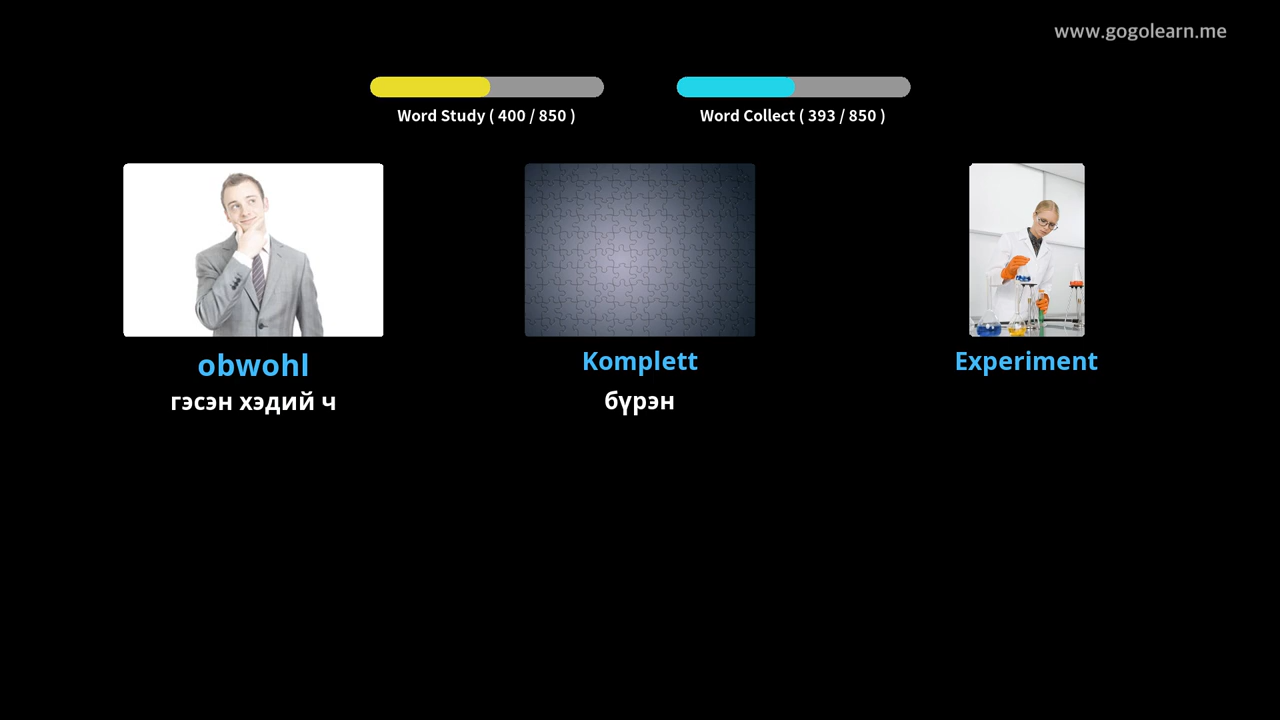 www.gogolearn.me
Word Study ( 400 / 850 )
Word Collect ( 393 / 850 )
obwohl
гэсэн хэдий ч
Komplett
бүрэн
Experiment